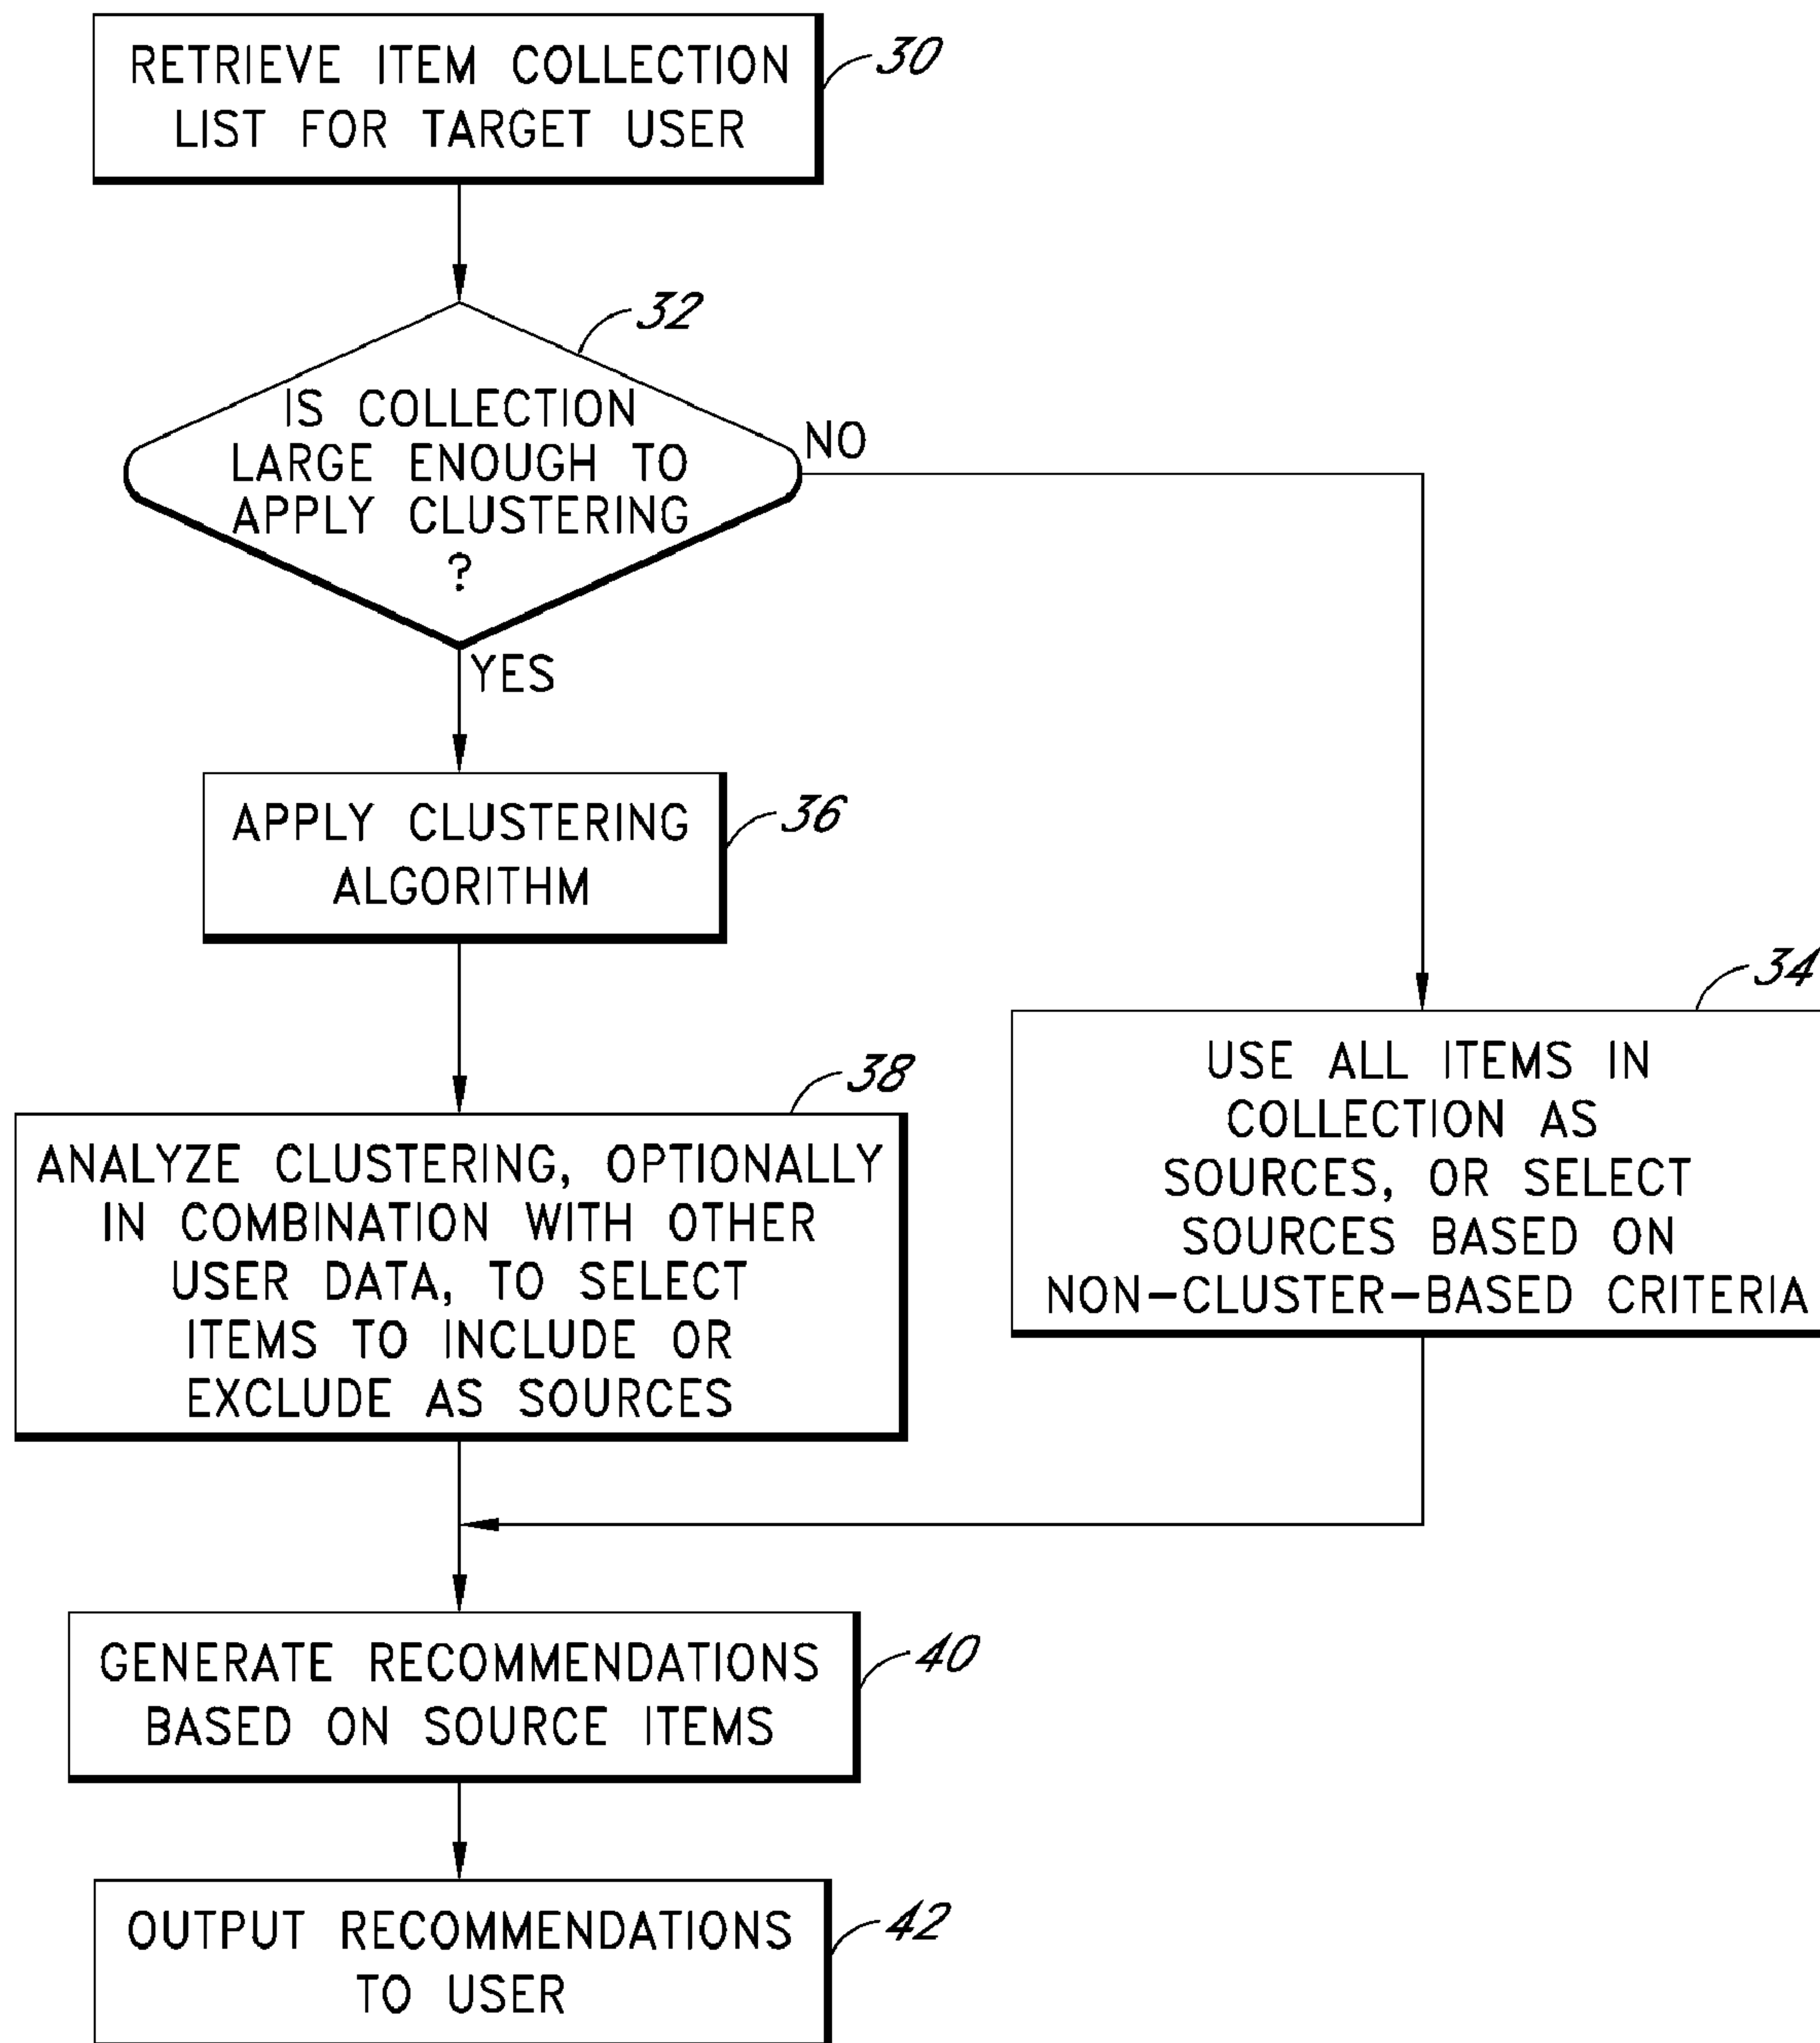 RETRIEVE ITEM COLLECTION
LIST FOR TARGET USER
30
32
IS COLLECTION
LARGE ENOUGH TO
APPLY CLUSTERING
?
NO
YES
APPLY CLUSTERING
ALGORITHM
36
34
USE ALL ITEMS IN
COLLECTION AS
SOURCES, OR SELECT
SOURCES BASED ON
NON-CLUSTER-BASED CRITERIA
38
ANALYZE CLUSTERING, OPTIONALLY
IN COMBINATION WITH OTHER
USER DATA, TO SELECT
ITEMS TO INCLUDE OR
EXCLUDE AS SOURCES
GENERATE RECOMMENDATIONS
BASED ON SOURCE ITEMS
40
OUTPUT RECOMMENDATIONS
TO USER
42